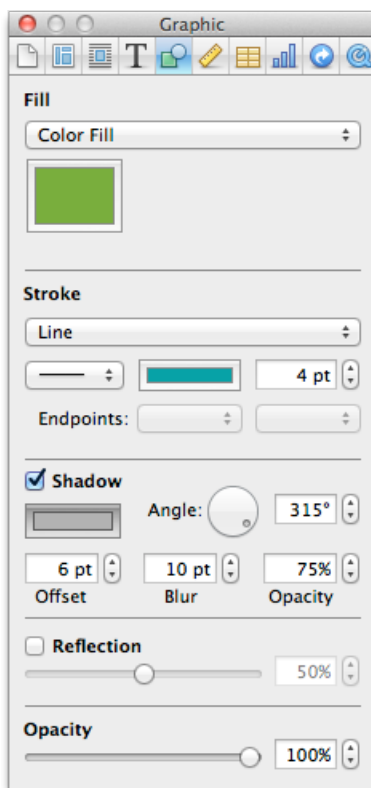 Graphic
T
Fill
Color Fill
Stroke
Line
4 pt
Endpoints:
Shadow
Angle: 315°
6 pt 10 pt 75%
Offset Blur Opacity
Reflection
50%
Opacity
100%